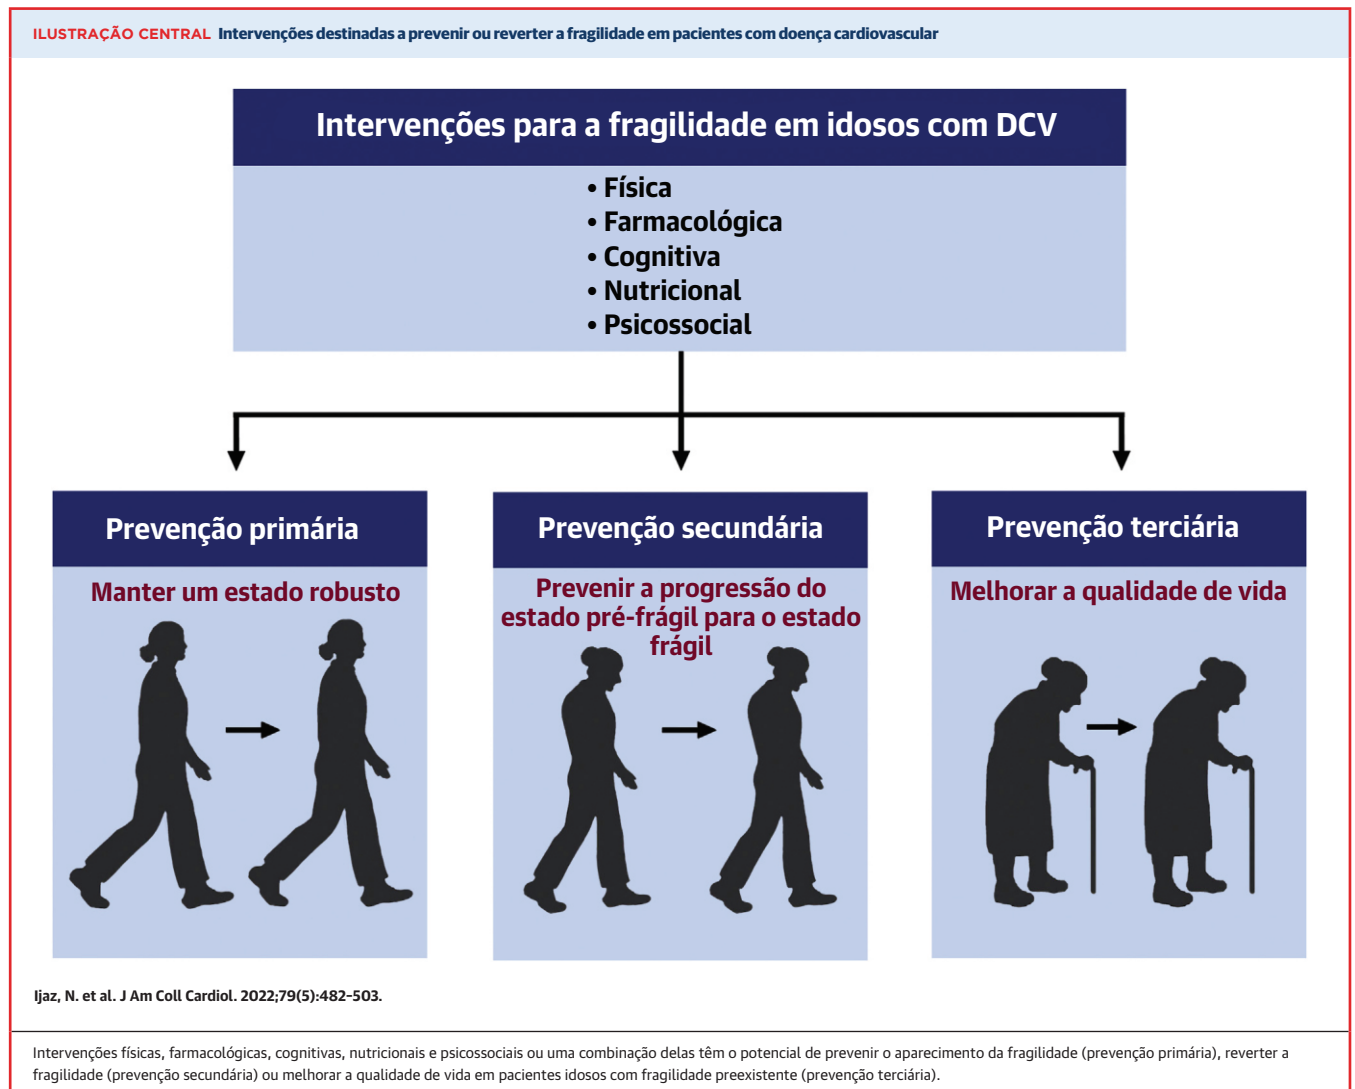 ILUSTRAÇÃO CENTRAL Intervenções destinadas a prevenir ou reverter a fragilidade em pacientes com doença cardiovascular
Intervenções para a fragilidade em idosos com DCV
• Física
• Farmacológica
• Cognitiva
• Nutricional
• Psicossocial
Prevenção primária
Manter um estado robusto
Prevenção secundária
Prevenir a progressão do
estado pré-frágil para o estado
frágil
Prevenção terciária
Melhorar a qualidade de vida
Ijaz, N. et al. J Am Coll Cardiol. 2022;79(5):482-503.
Intervenções físicas, farmacológicas, cognitivas, nutricionais e psicossociais ou uma combinação delas têm o potencial de prevenir o aparecimento da fragilidade (prevenção primária), reverter a
fragilidade (prevenção secundária) ou melhorar a qualidade de vida em pacientes idosos com fragilidade preexistente (prevenção terciária).